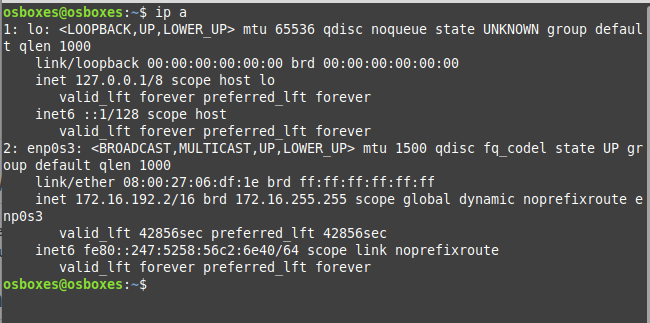 osboxes@osboxes:~$ ip a
1: lo: <LOOPBACK,UP,LOWER_UP> mtu 65536 qdisc noqueue state UNKNOWN group defaul
t qlen 1000
    link/loopback 00:00:00:00:00:00 brd 00:00:00:00:00:00
    inet 127.0.0.1/8 scope host lo
       valid_lft forever preferred_lft forever
    inet6 ::1/128 scope host
       valid_lft forever preferred_lft forever
2: enp0s3: <BROADCAST,MULTICAST,UP,LOWER_UP> mtu 1500 qdisc fq_codel state UP gr
oup default qlen 1000
    link/ether 08:00:27:06:df:1e brd ff:ff:ff:ff:ff:ff
    inet 172.16.192.2/16 brd 172.16.255.255 scope global dynamic noprefixroute e
np0s3
       valid_lft 42856sec preferred_lft 42856sec
    inet6 fe80::247:5258:56c2:6e40/64 scope link noprefixroute
       valid_lft forever preferred_lft forever
osboxes@osboxes:~$